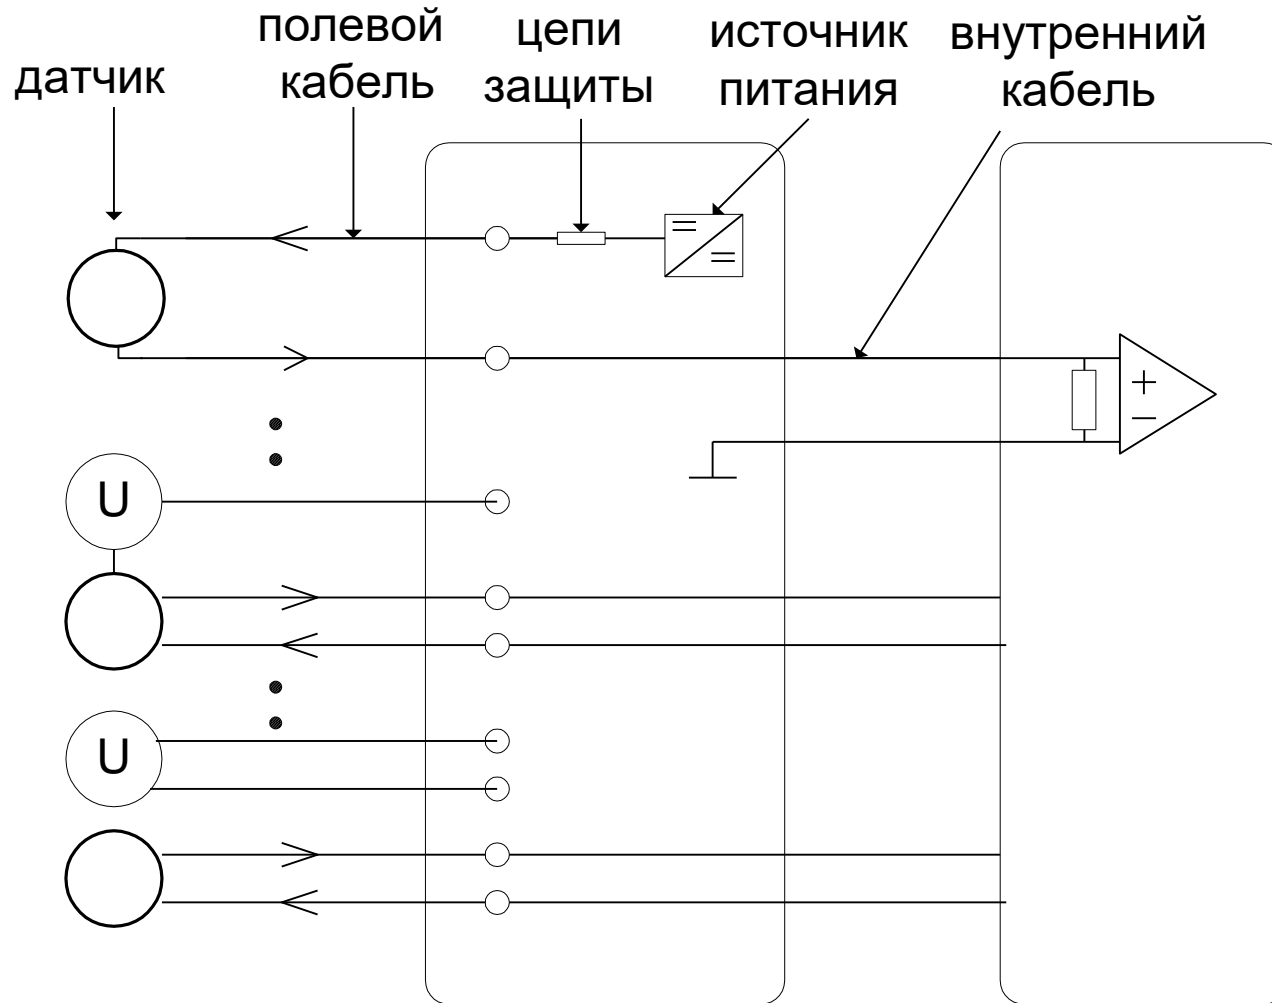 датчик
полевой
кабель
цепи
защиты
источник
питания
внутренний
кабель
+
−
U
U